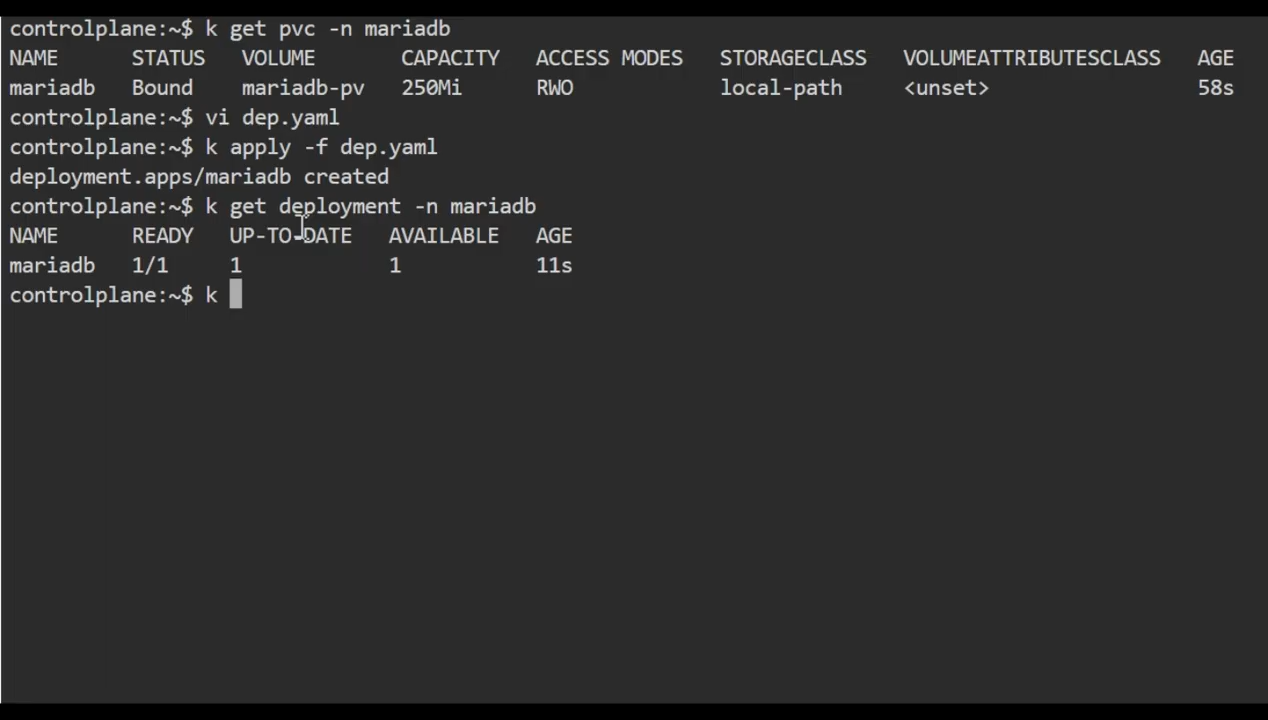 controlplane:~$ k get pvc -n mariadb
NAME STATUS VOLUME CAPACITY ACCESS MODES STORAGECLASS VOLUMEATTRIBUTESCLASS AGE
mariadb Bound mariadb-pv 250Mi RWO local-path <unset> 58s
controlplane:~$ vi dep.yaml
controlplane:~$ k apply -f dep.yaml
deployment.apps/mariadb created
controlplane:~$ k get deployment -n mariadb
NAME READY UP-TO-DATE AVAILABLE AGE
mariadb 1/1 1 1 11s
controlplane:~$ k